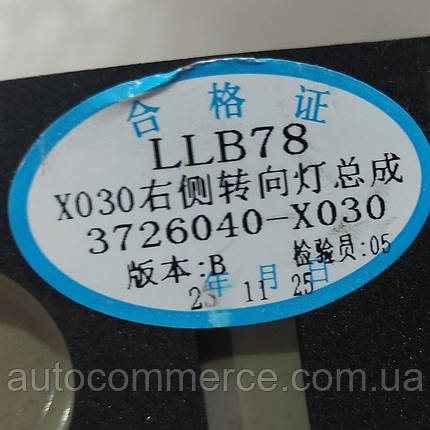 合格证
LLB78
X030右侧转向灯总成
3726040-X030
版本:B 检验员:05
年 月 日
23 11 25
autocommerce.com.ua